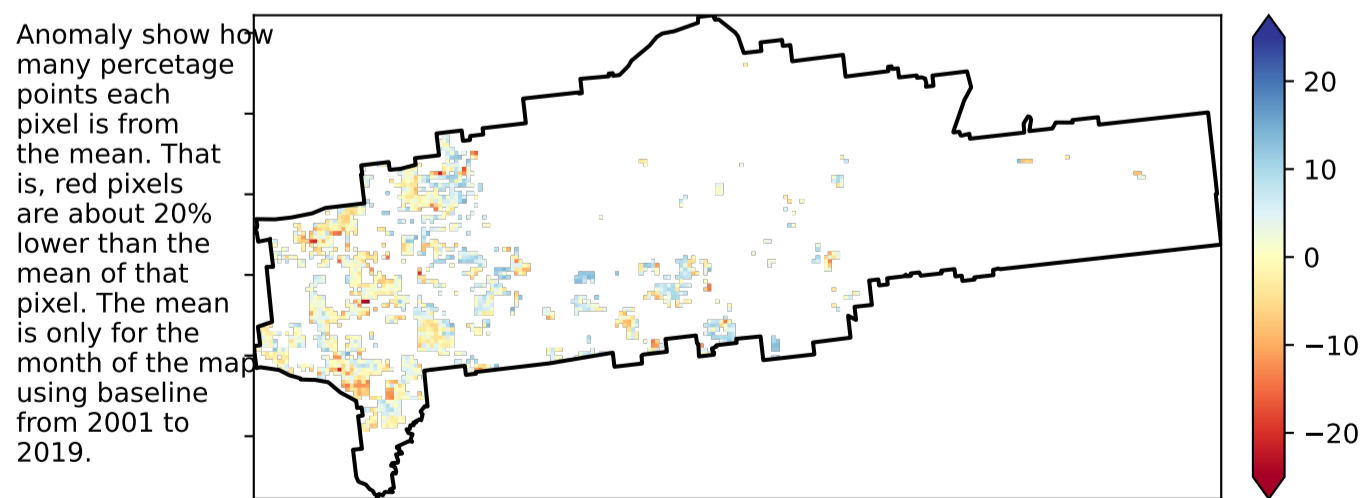 Anomaly show how
many percetage
points each
pixel is from
the mean. That
is, red pixels
are about 20%
lower than the
mean of that
pixel. The mean
is only for the
month of the map
using baseline
from 2001 to
2019.
20
10
0
−10
−20